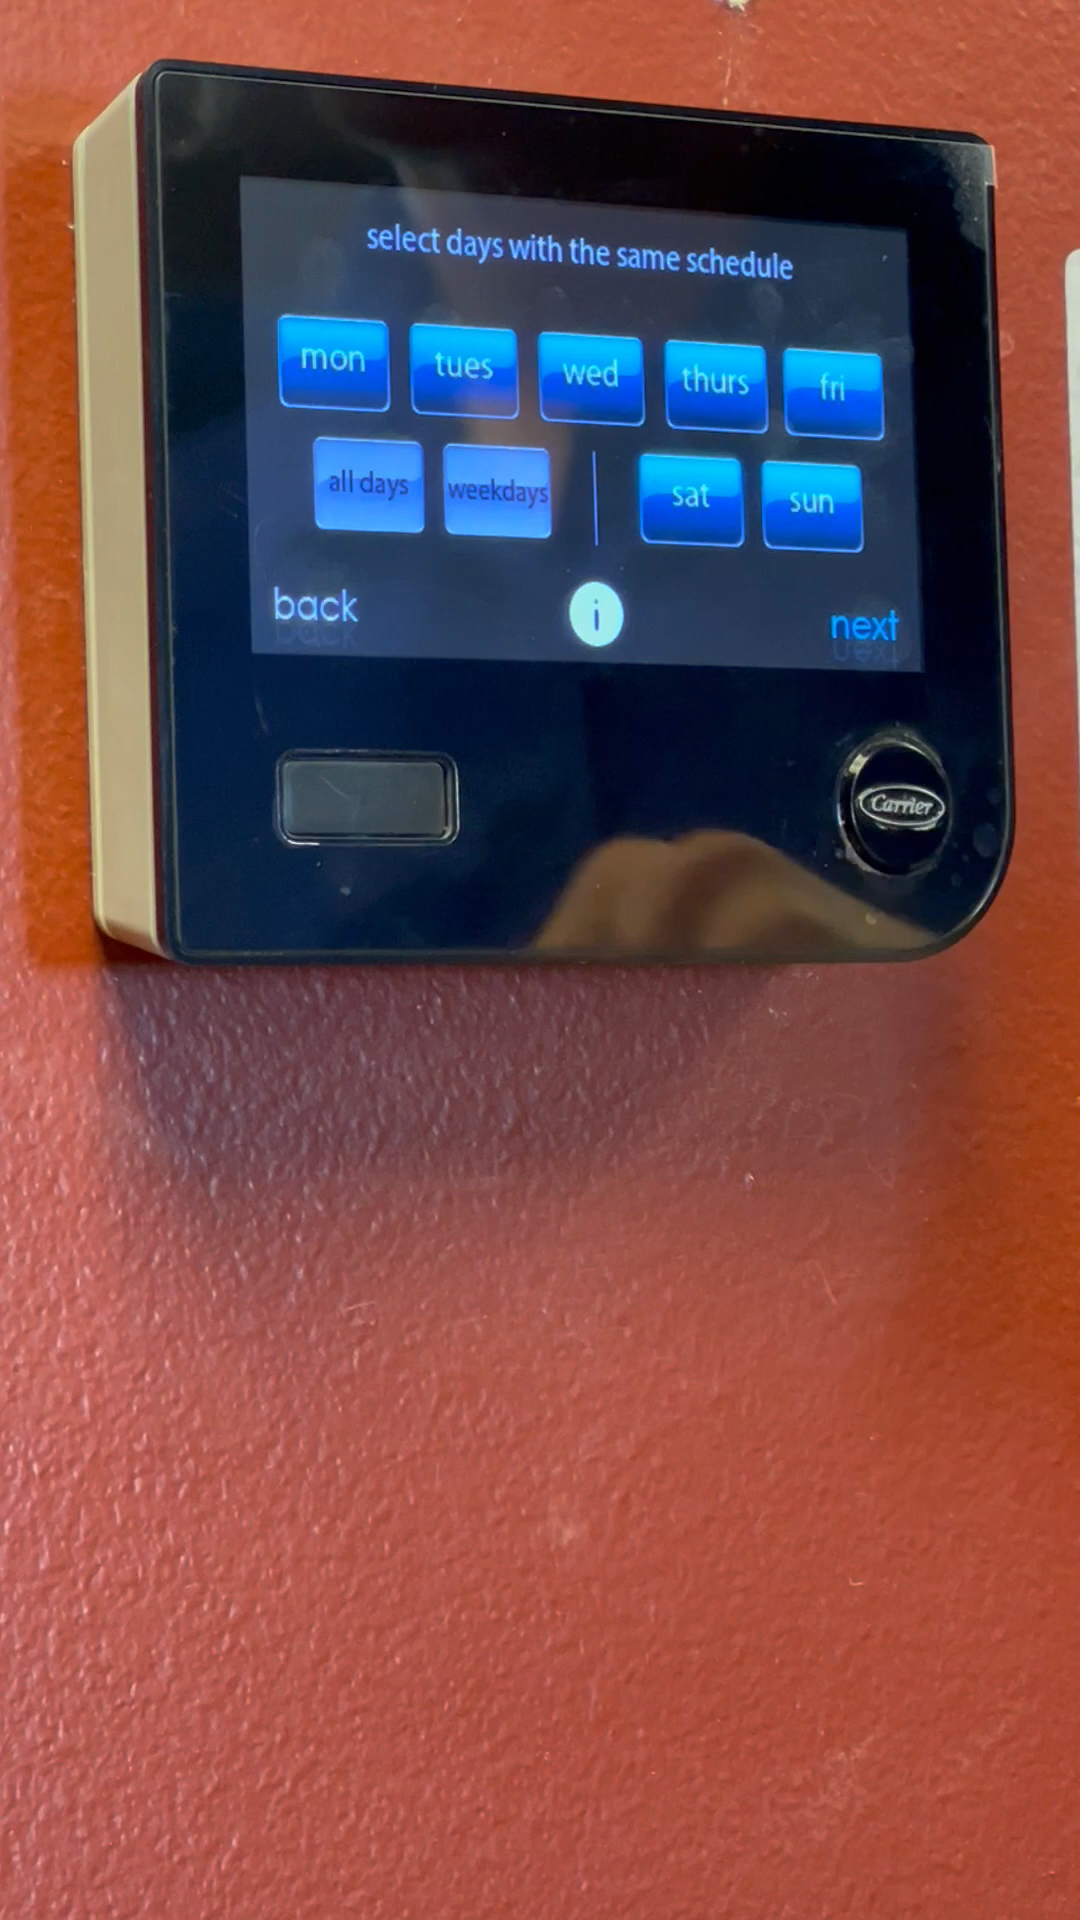 select days with the same schedule
mon tues wed thurs fri
all days weekdays sat sun
back i next
Carrier